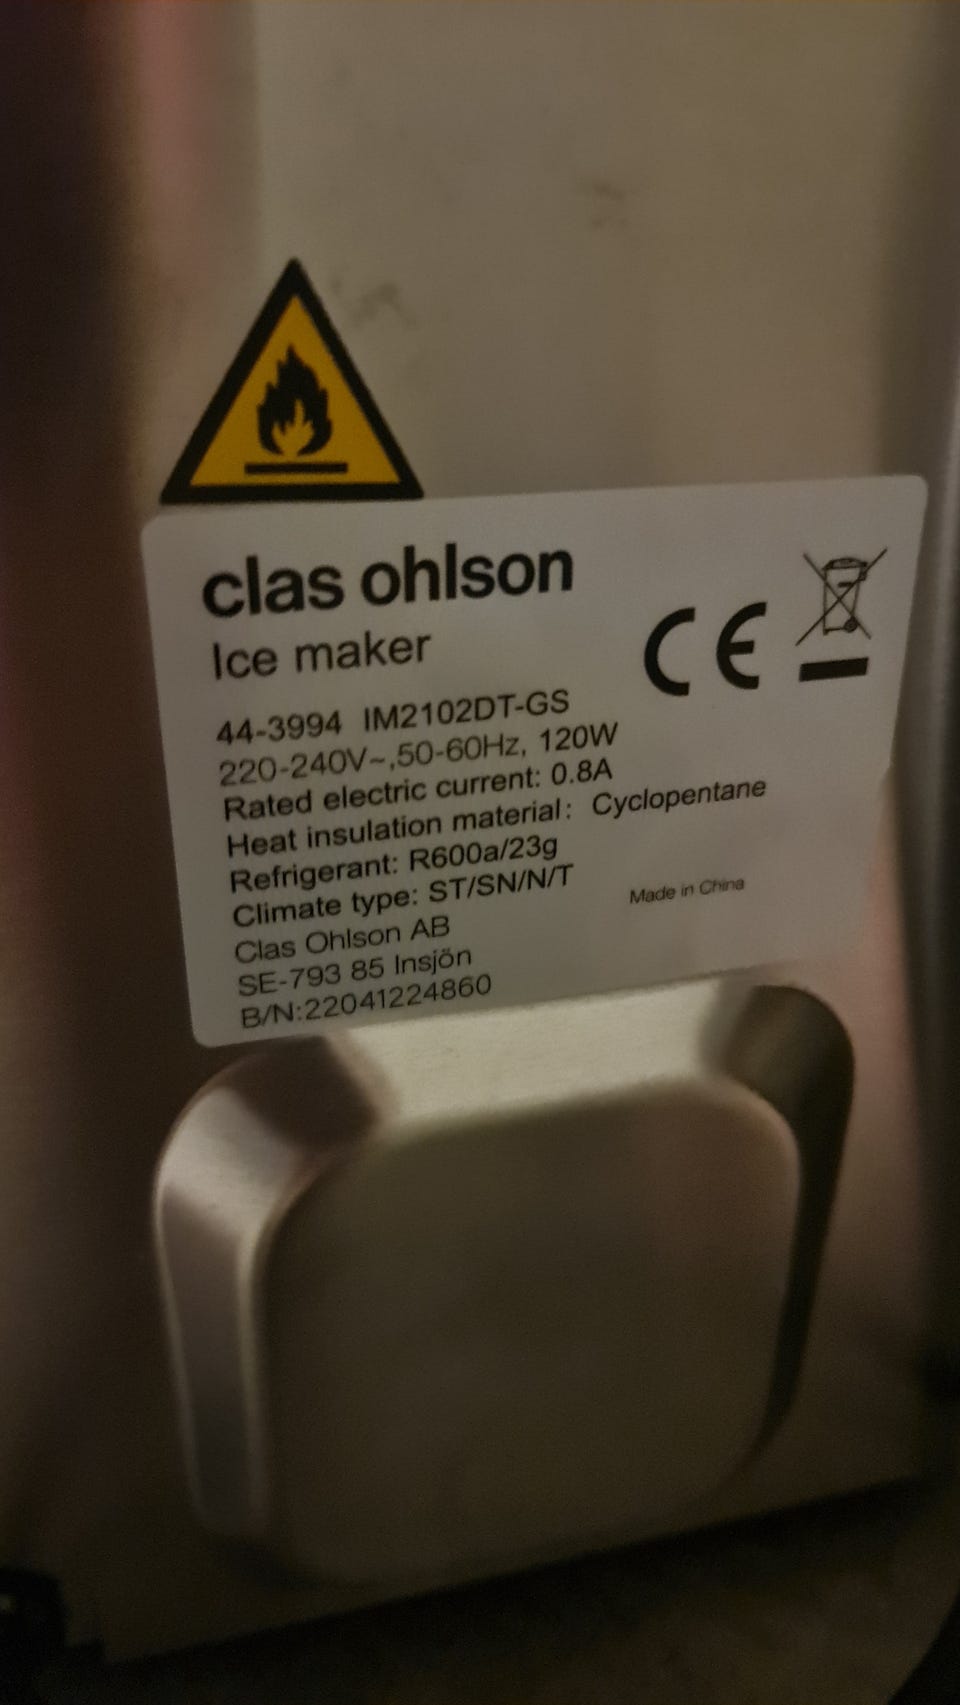 clas ohlson
Ice maker
CE
44-3994 IM2102DT-GS
220-240V~,50-60Hz, 120W
Rated electric current: 0.8A
Heat insulation material: Cyclopentane
Refrigerant: R600a/23g
Climate type: ST/SN/N/T
Made in China
Clas Ohlson AB
SE-793 85 Insjön
B/N:22041224860